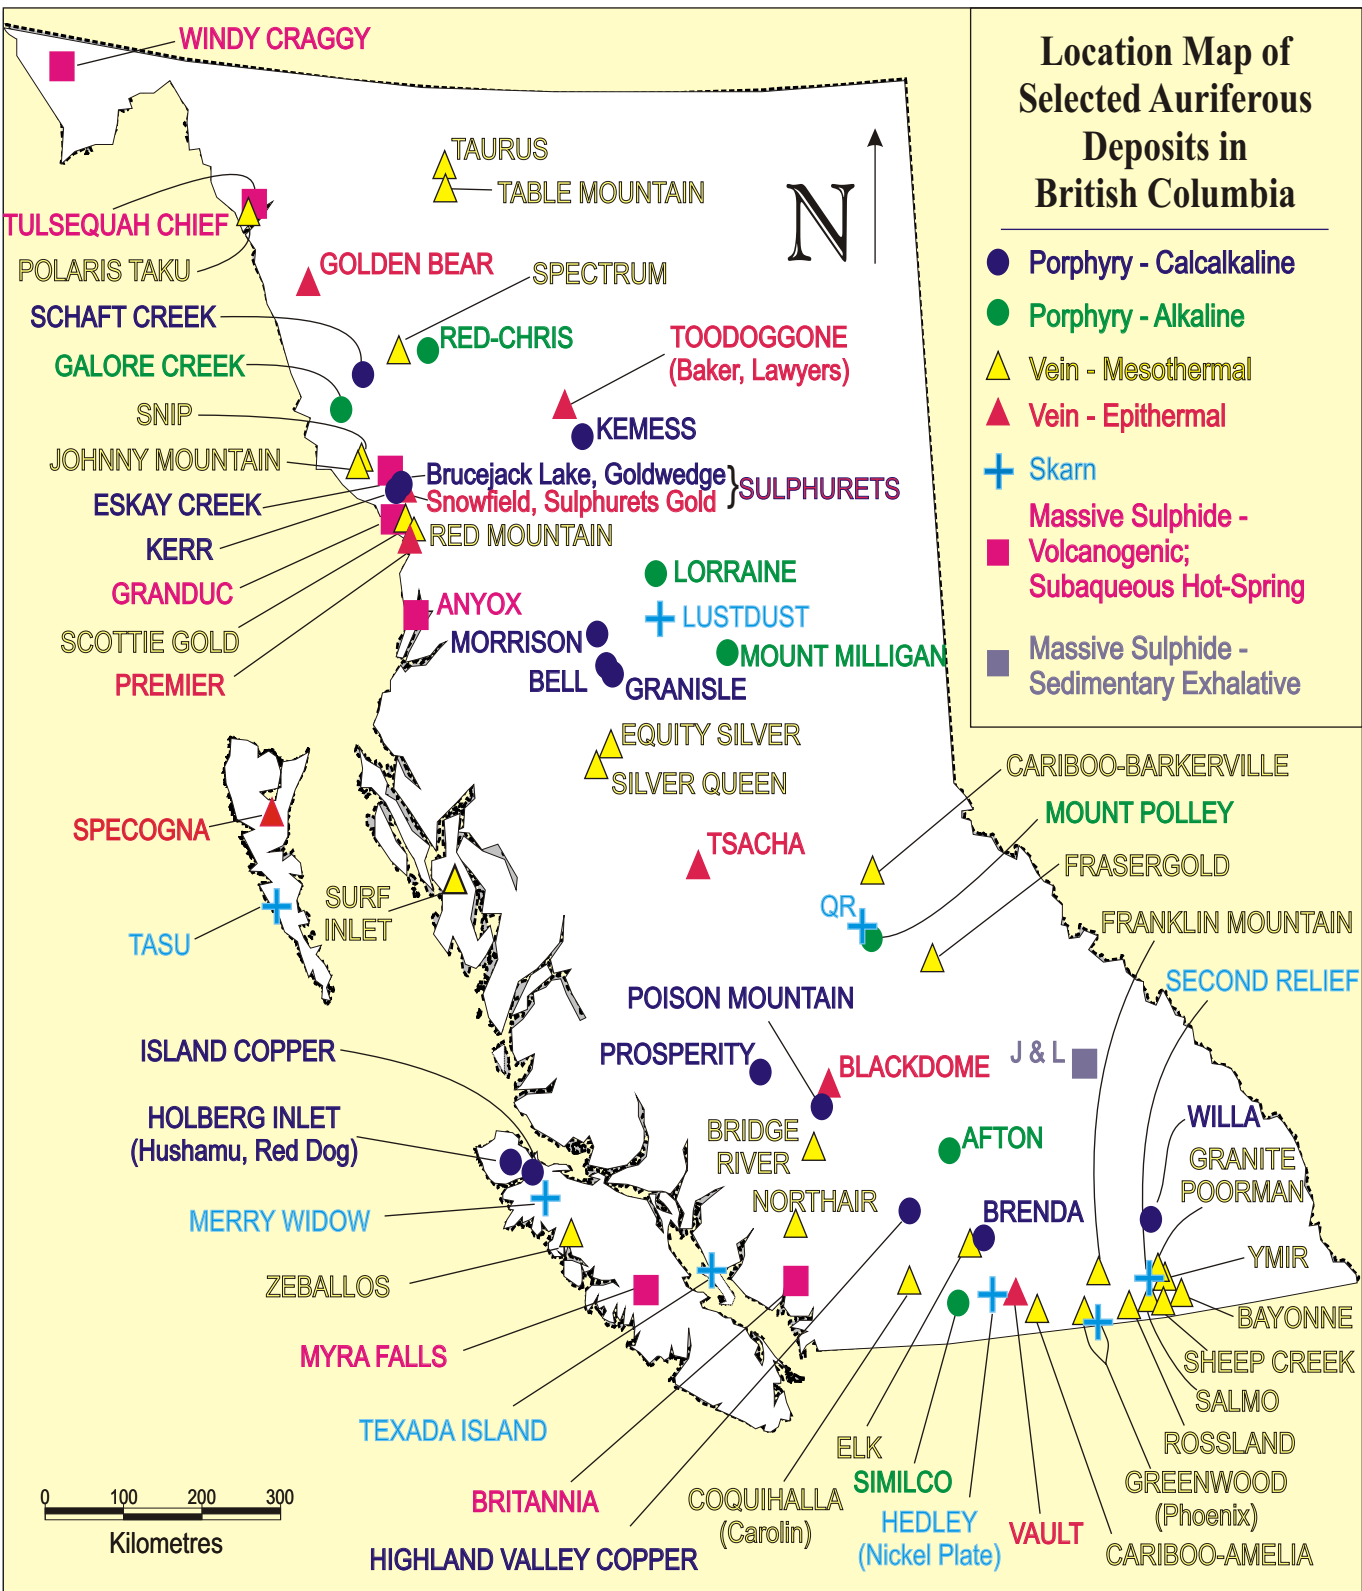 Location Map of
Selected Auriferous
Deposits in
British Columbia
Porphyry - Calcalkaline
Porphyry - Alkaline
Vein - Mesothermal
Vein - Epithermal
Skarn
Massive Sulphide -
Volcanogenic;
Subaqueous Hot-Spring
Massive Sulphide -
Sedimentary Exhalative
N
WINDY CRAGGY
TAURUS
TABLE MOUNTAIN
TULSEQUAH CHIEF
POLARIS TAKU
GOLDEN BEAR
SPECTRUM
SCHAFT CREEK
RED-CHRIS
TOODOGGONE
(Baker, Lawyers)
GALORE CREEK
SNIP
KEMESS
JOHNNY MOUNTAIN
Brucejack Lake, Goldwedge
Snowfield, Sulphurets Gold
} SULPHURETS
ESKAY CREEK
RED MOUNTAIN
KERR
GRANDUC
LORRAINE
ANYOX
LUSTDUST
SCOTTIE GOLD
MORRISON
MOUNT MILLIGAN
PREMIER
BELL
GRANISLE
EQUITY SILVER
SILVER QUEEN
CARIBOO-BARKERVILLE
MOUNT POLLEY
SPECOGNA
TSACHA
FRASERGOLD
SURF
INLET
QR
FRANKLIN MOUNTAIN
TASU
SECOND RELIEF
POISON MOUNTAIN
ISLAND COPPER
PROSPERITY
BLACKDOME
J & L
HOLBERG INLET
(Hushamu, Red Dog)
BRIDGE
RIVER
AFTON
WILLA
GRANITE
POORMAN
MERRY WIDOW
NORTHAIR
BRENDA
YMIR
ZEBALLOS
BAYONNE
MYRA FALLS
SHEEP CREEK
SALMO
TEXADA ISLAND
ELK
ROSSLAND
SIMILCO
GREENWOOD
(Phoenix)
BRITANNIA
COQUIHALLA
(Carolin)
HEDLEY
(Nickel Plate)
VAULT
CARIBOO-AMELIA
HIGHLAND VALLEY COPPER
0 100 200 300
Kilometres